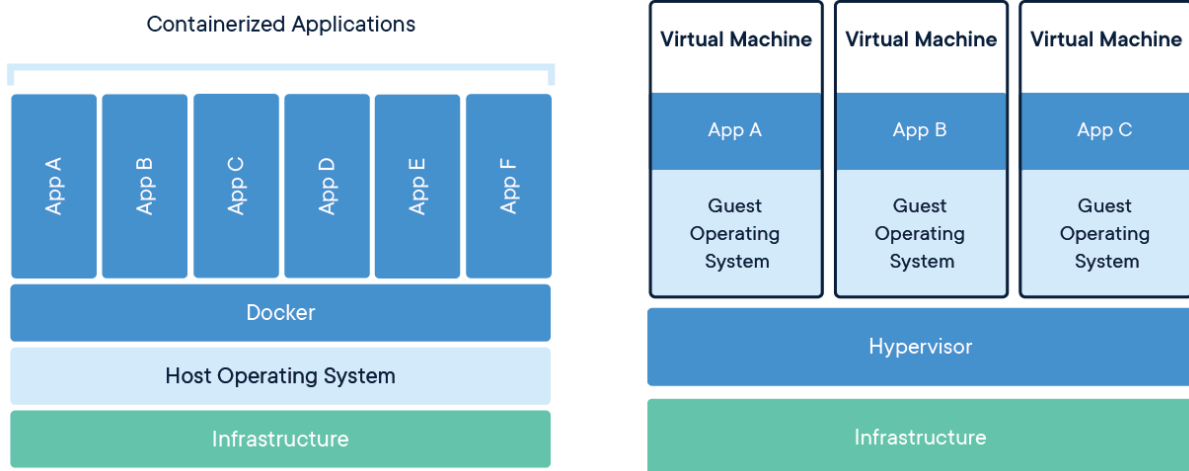 Containerized Applications
App A
App B
App C
App D
App E
App F
Docker
Host Operating System
Infrastructure
Virtual Machine
App A
Guest
Operating
System
Virtual Machine
App B
Guest
Operating
System
Virtual Machine
App C
Guest
Operating
System
Hypervisor
Infrastructure